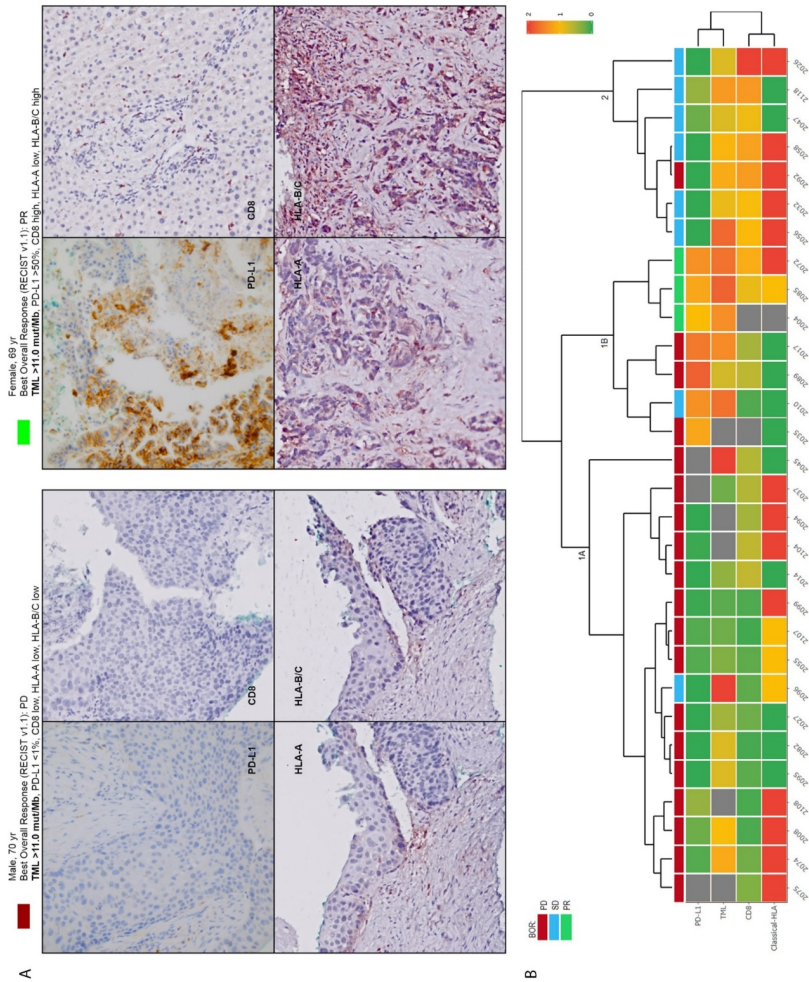 A
Male, 70 yr
Best Overall Response (RECIST v1.1): PD
TML >11.0 mut/Mb, PD-L1 <1%, CD8 low, HLA-A low, HLA-B/C low
Female, 69 yr
Best Overall Response (RECIST v1.1): PR
TML >11.0 mut/Mb, PD-L1 >50%, CD8 high, HLA-A low, HLA-B/C high
PD-L1
CD8
PD-L1
CD8
HLA-A
HLA-B/C
HLA-A
HLA-B/C
B
BOR:
PD
SD
PR
2
1
0
1A
1B
2
PD-L1
TML
CD8
Classical-HLA
2075
2074
2008
2108
2095
2082
2027
2096
2055
2107
2099
2014
2104
2094
2037
2045
2035
2010
2089
2017
2004
2085
2072
2056
2032
2092
2058
2047
2118
2026